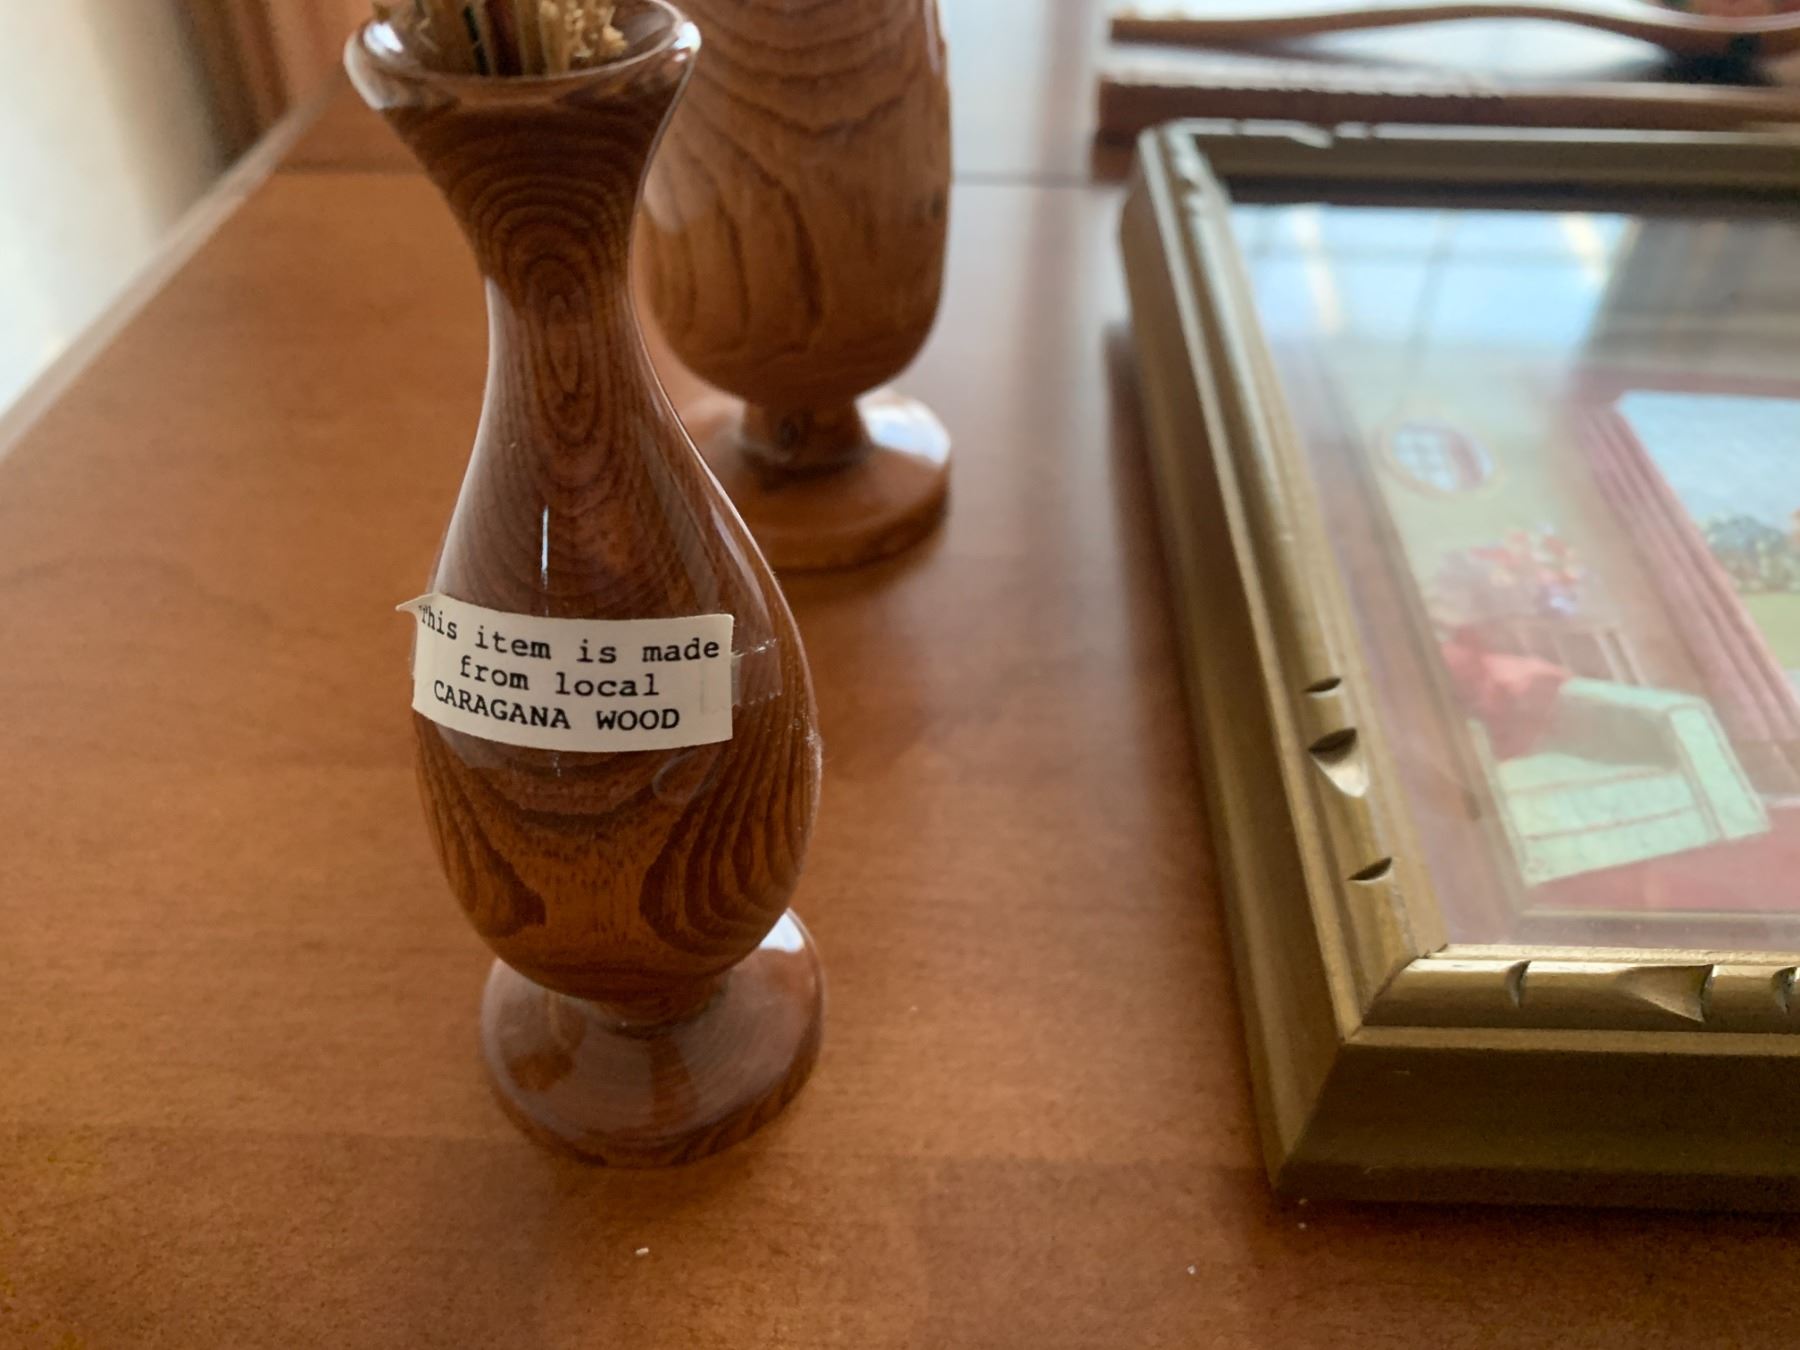 This item is made
from local
CARAGANA WOOD